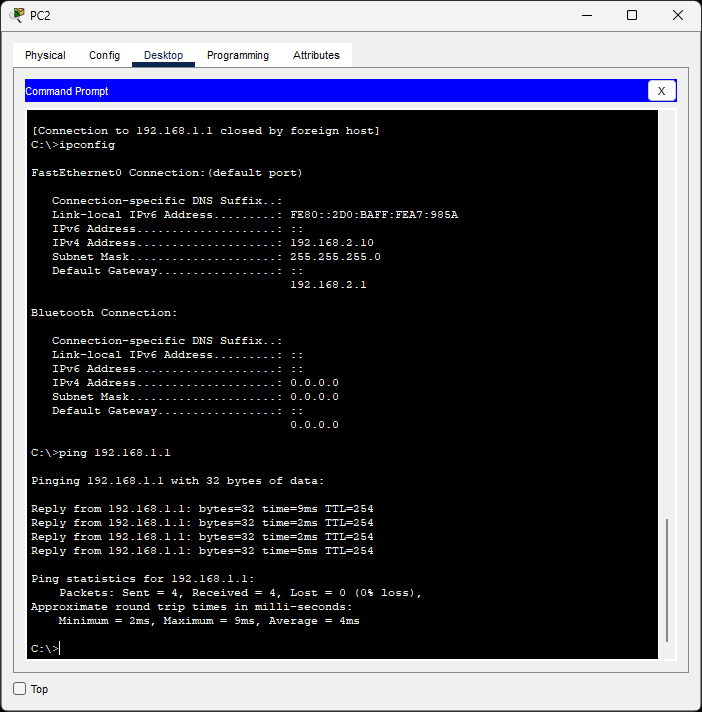 PC2
Physical Config Desktop Programming Attributes
Command Prompt X
[Connection to 192.168.1.1 closed by foreign host]
C:\>ipconfig
FastEthernet0 Connection:(default port)
Connection-specific DNS Suffix..:
Link-local IPv6 Address.........: FE80::2D0:BAFF:FEA7:985A
IPv6 Address....................: ::
IPv4 Address....................: 192.168.2.10
Subnet Mask.....................: 255.255.255.0
Default Gateway.................: ::
192.168.2.1
Bluetooth Connection:
Connection-specific DNS Suffix..:
Link-local IPv6 Address.........: ::
IPv6 Address....................: ::
IPv4 Address....................: 0.0.0.0
Subnet Mask.....................: 0.0.0.0
Default Gateway.................: ::
0.0.0.0
C:\>ping 192.168.1.1
Pinging 192.168.1.1 with 32 bytes of data:
Reply from 192.168.1.1: bytes=32 time=9ms TTL=254
Reply from 192.168.1.1: bytes=32 time=2ms TTL=254
Reply from 192.168.1.1: bytes=32 time=2ms TTL=254
Reply from 192.168.1.1: bytes=32 time=5ms TTL=254
Ping statistics for 192.168.1.1:
Packets: Sent = 4, Received = 4, Lost = 0 (0% loss),
Approximate round trip times in milli-seconds:
Minimum = 2ms, Maximum = 9ms, Average = 4ms
C:\>
Top